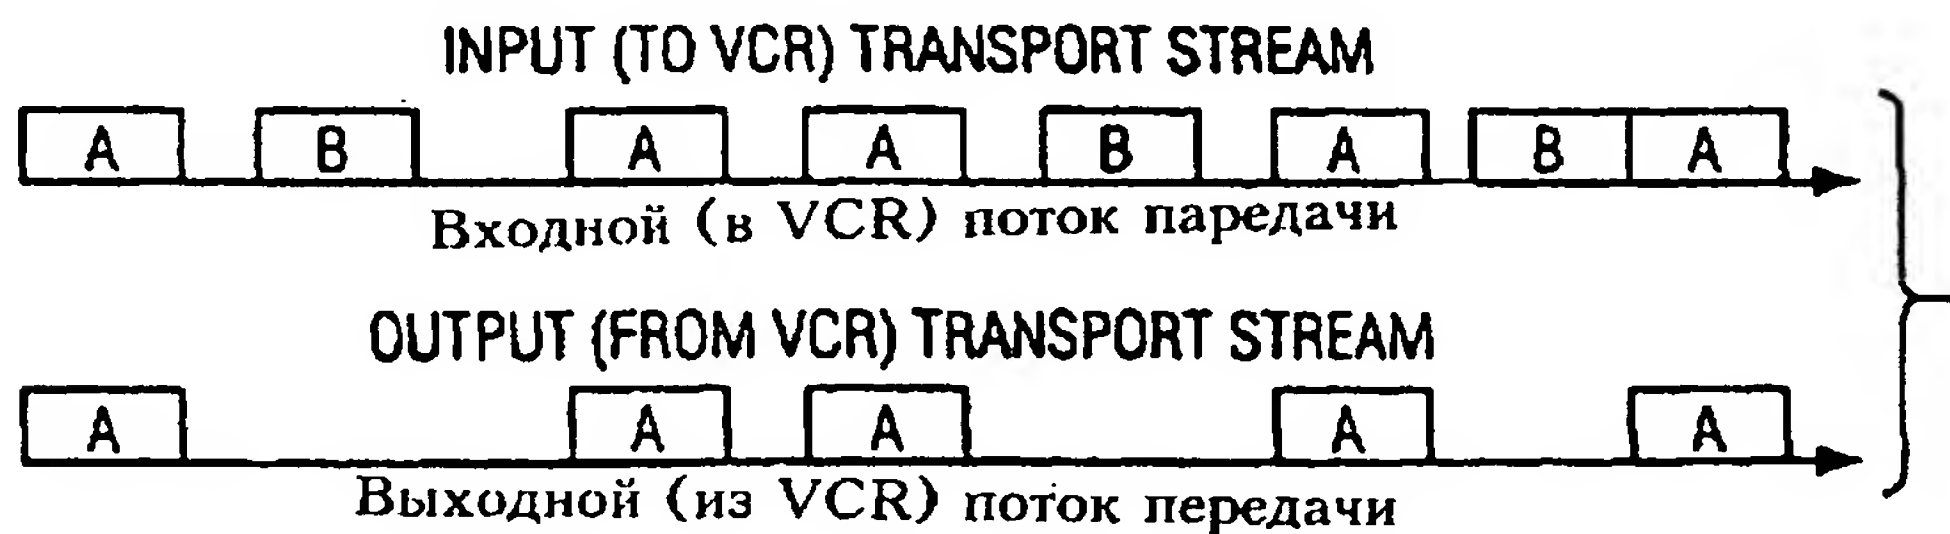 INPUT (TO VCR) TRANSPORT STREAM
A B A A B A B A
Входной (в VCR) поток паредачи
OUTPUT (FROM VCR) TRANSPORT STREAM
A A A A A
Выходной (из VCR) поток передачи